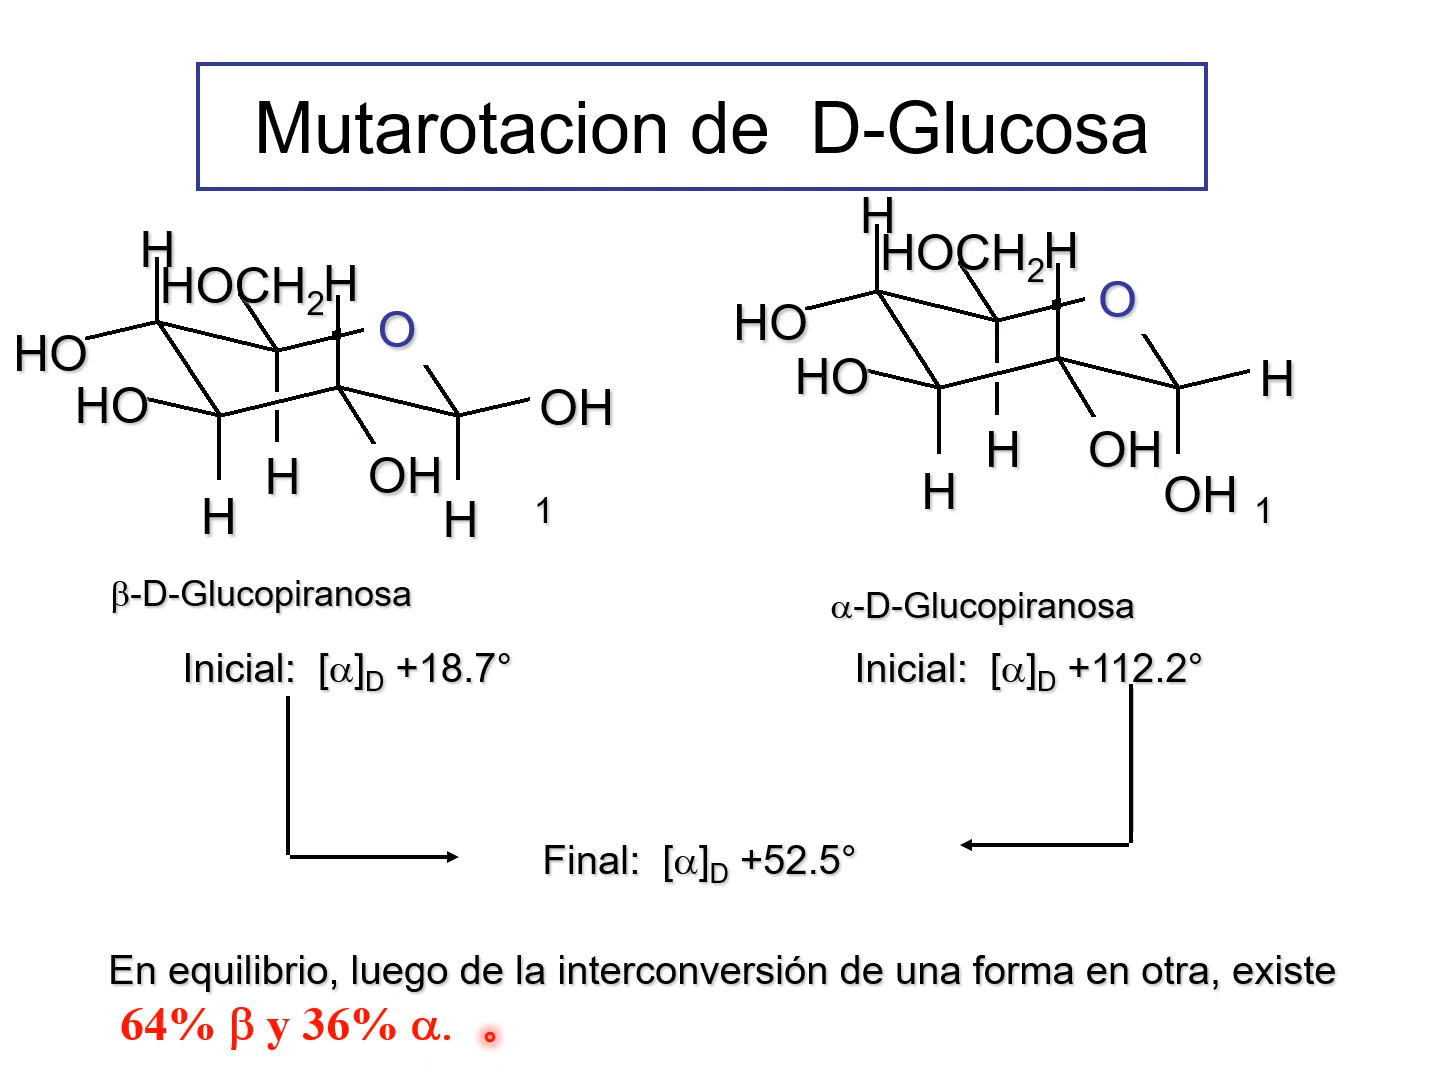 Mutarotacion de D-Glucosa
H
HOCH2
H
O
HO
HO
OH
H
OH
H
H
1
H
HOCH2
H
O
HO
HO
H
H
OH
H
OH
1
β-D-Glucopiranosa
α-D-Glucopiranosa
Inicial: [α]D +18.7°
Inicial: [α]D +112.2°
Final: [α]D +52.5°
En equilibrio, luego de la interconversión de una forma en otra, existe
64% β y 36% α.